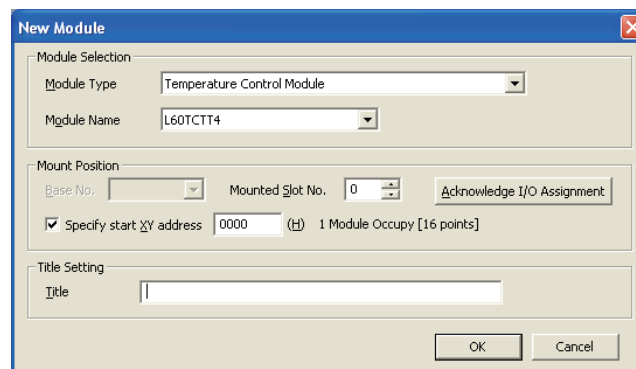 New Module
Module Selection
Module Type Temperature Control Module
Module Name L60TCTT4
Mount Position
Base No. Mounted Slot No. 0 Acknowledge I/O Assignment
Specify start XY address 0000 (H) 1 Module Occupy [16 points]
Title Setting
Title
OK Cancel